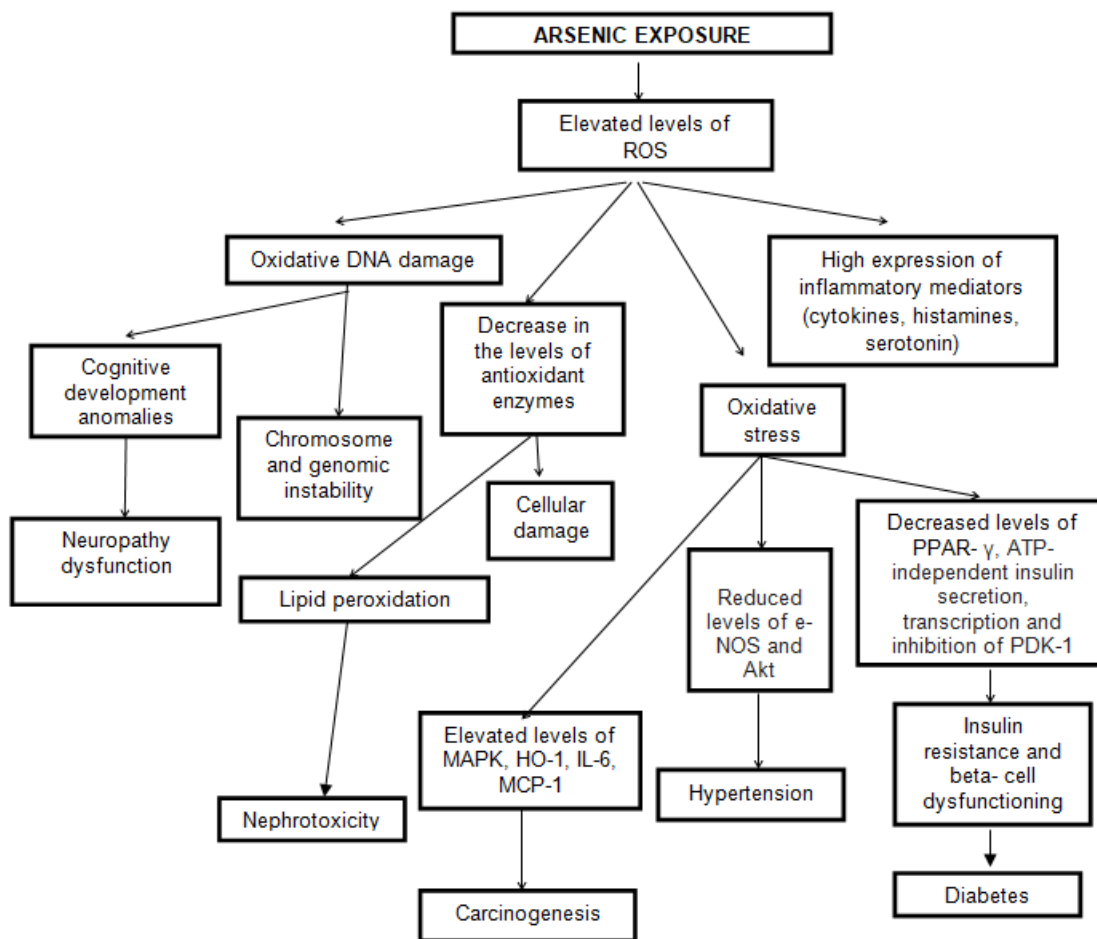 ARSENIC EXPOSURE
Elevated levels of
ROS
Oxidative DNA damage
High expression of
inflammatory mediators
(cytokines, histamines,
serotonin)
Cognitive
development
anomalies
Decrease in
the levels of
antioxidant
enzymes
Chromosome
and genomic
instability
Oxidative
stress
Neuropathy
dysfunction
Cellular
damage
Lipid peroxidation
Reduced
levels of e-
NOS and
Akt
Decreased levels of
PPAR- γ, ATP-
independent insulin
secretion,
transcription and
inhibition of PDK-1
Nephrotoxicity
Elevated levels of
MAPK, HO-1, IL-6,
MCP-1
Hypertension
Insulin
resistance and
beta- cell
dysfunctioning
Carcinogenesis
Diabetes